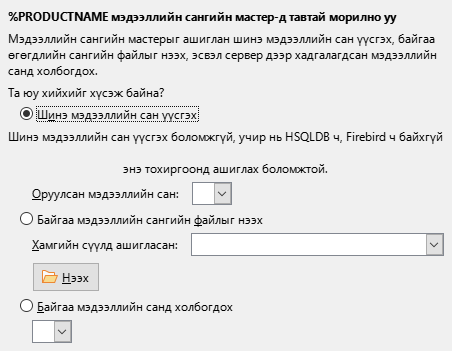 %PRODUCTNAME мэдээллийн сангийн мастер-д тавтай морилно уу
Мэдээллийн сангийн мастерыг ашиглан шинэ мэдээллийн сан үүсгэх, байгаа
өгөгдлийн сангийн файлыг нээх, эсвэл сервер дээр хадгалагдсан мэдээллийн
санд холбогдох.
Та юу хийхийг хүсэж байна?
Шинэ мэдээллийн сан үүсгэх
Шинэ мэдээллийн сан үүсгэх боломжгүй, учир нь HSQLDB ч, Firebird ч байхгүй
энэ тохиргоонд ашиглах боломжтой.
Оруулсан мэдээллийн сан:
Байгаа мэдээллийн сангийн файлыг нээх
Хамгийн сүүлд ашигласан:
Нээх
Байгаа мэдээллийн санд холбогдох